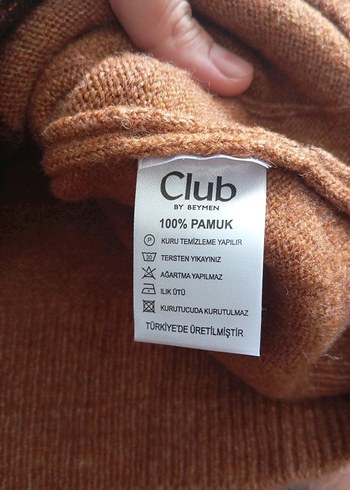 Club
BY BEYMEN
100% PAMUK
P KURU TEMİZLEME YAPILIR
30 TERSTEN YIKAYINIZ
AĞARTMA YAPILMAZ
ILIK ÜTÜ
KURUTUCUDA KURUTULMAZ
TÜRKİYE'DE ÜRETİLMİŞTİR